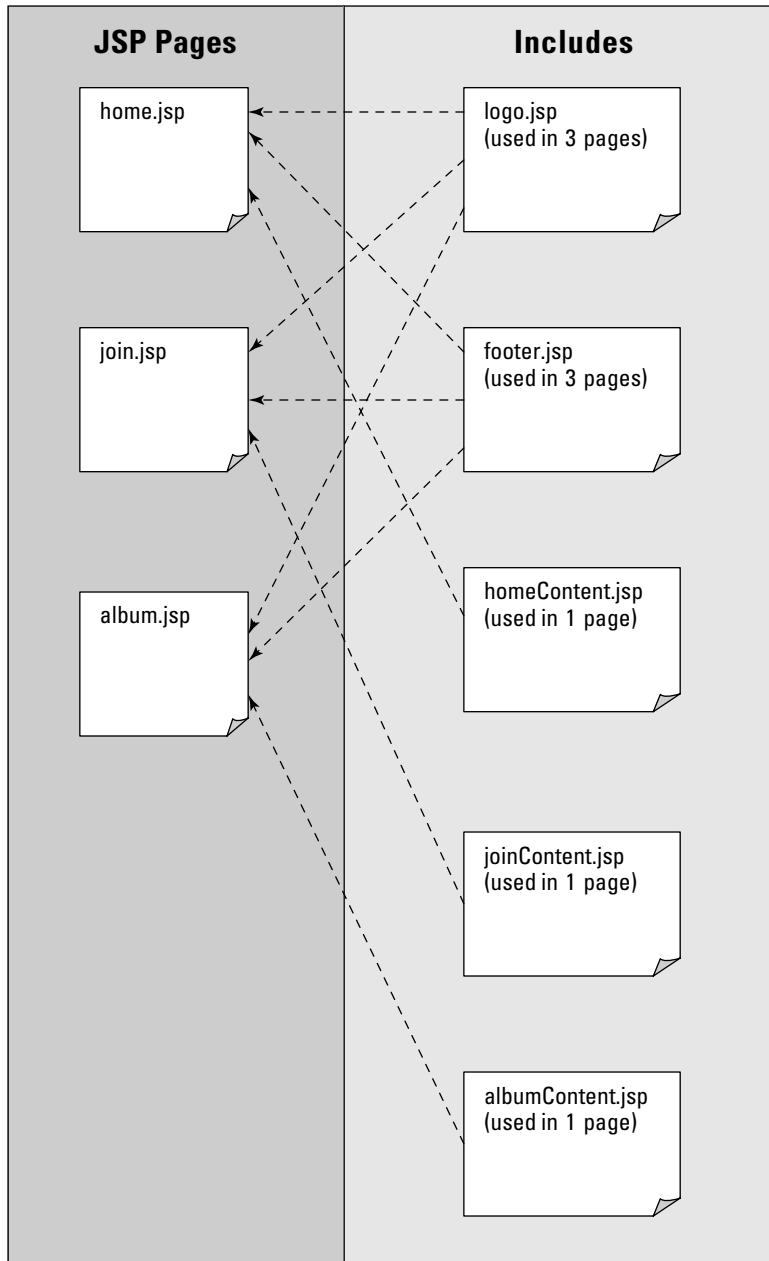 JSP Pages
Includes
home.jsp
logo.jsp
(used in 3 pages)
join.jsp
footer.jsp
(used in 3 pages)
homeContent.jsp
(used in 1 page)
album.jsp
joinContent.jsp
(used in 1 page)
albumContent.jsp
(used in 1 page)